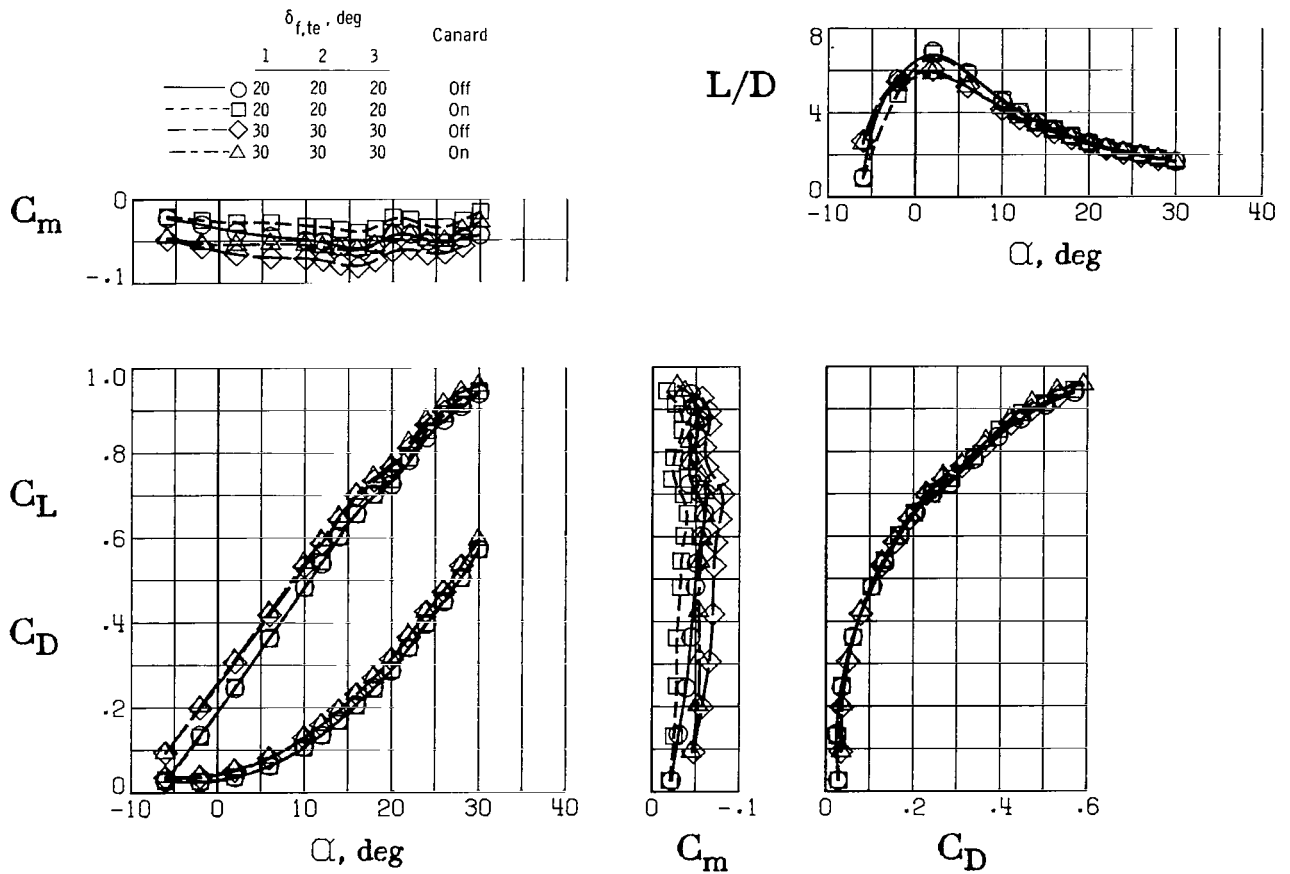 δf,te, deg
Canard
1 2 3
20 20 20 Off
20 20 20 On
30 30 30 Off
30 30 30 On
Cm
0
-.1
L/D
8
4
0
-10 0 10 20 30 40
α, deg
1.0
.8
CL
.6
CD
.4
.2
0
-10 0 10 20 30 40
α, deg
0 -.1
Cm
0 .2 .4 .6
CD